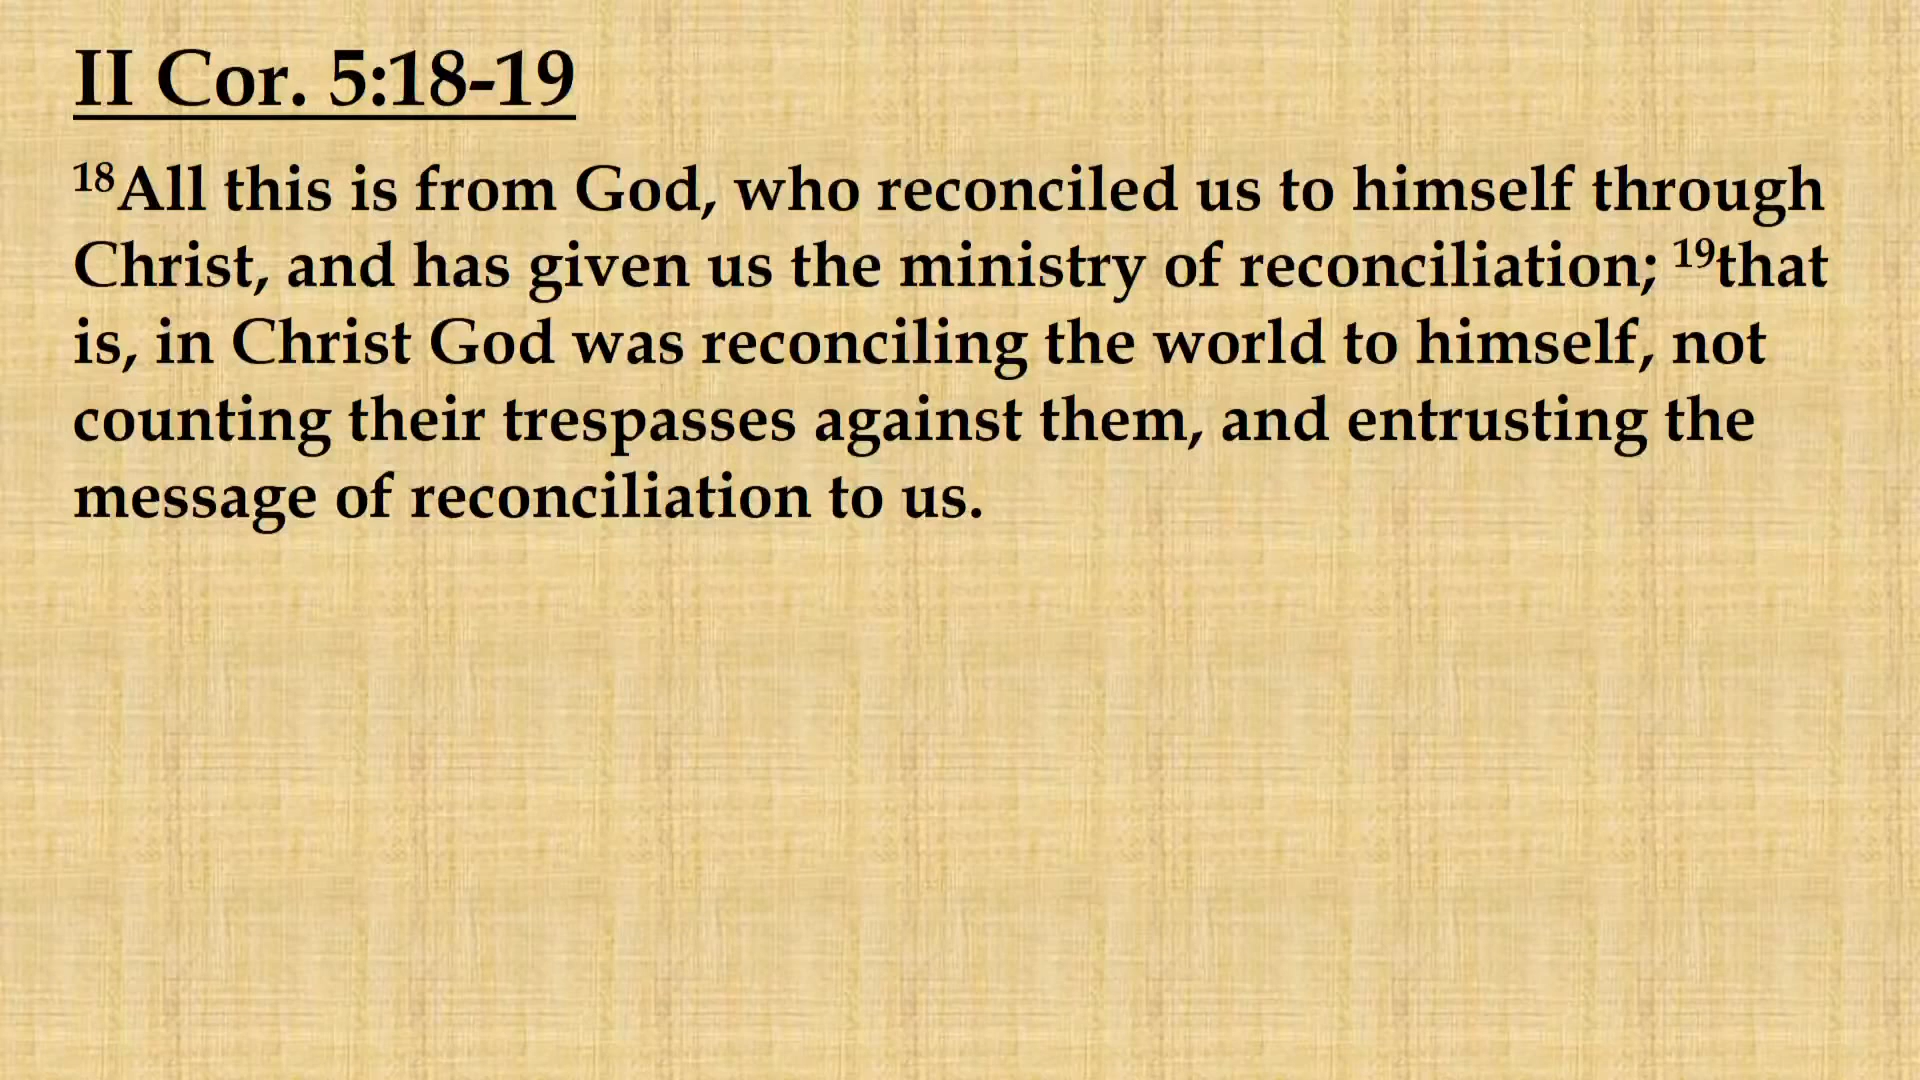 II Cor. 5:18-19
18All this is from God, who reconciled us to himself through
Christ, and has given us the ministry of reconciliation; 19that
is, in Christ God was reconciling the world to himself, not
counting their trespasses against them, and entrusting the
message of reconciliation to us.